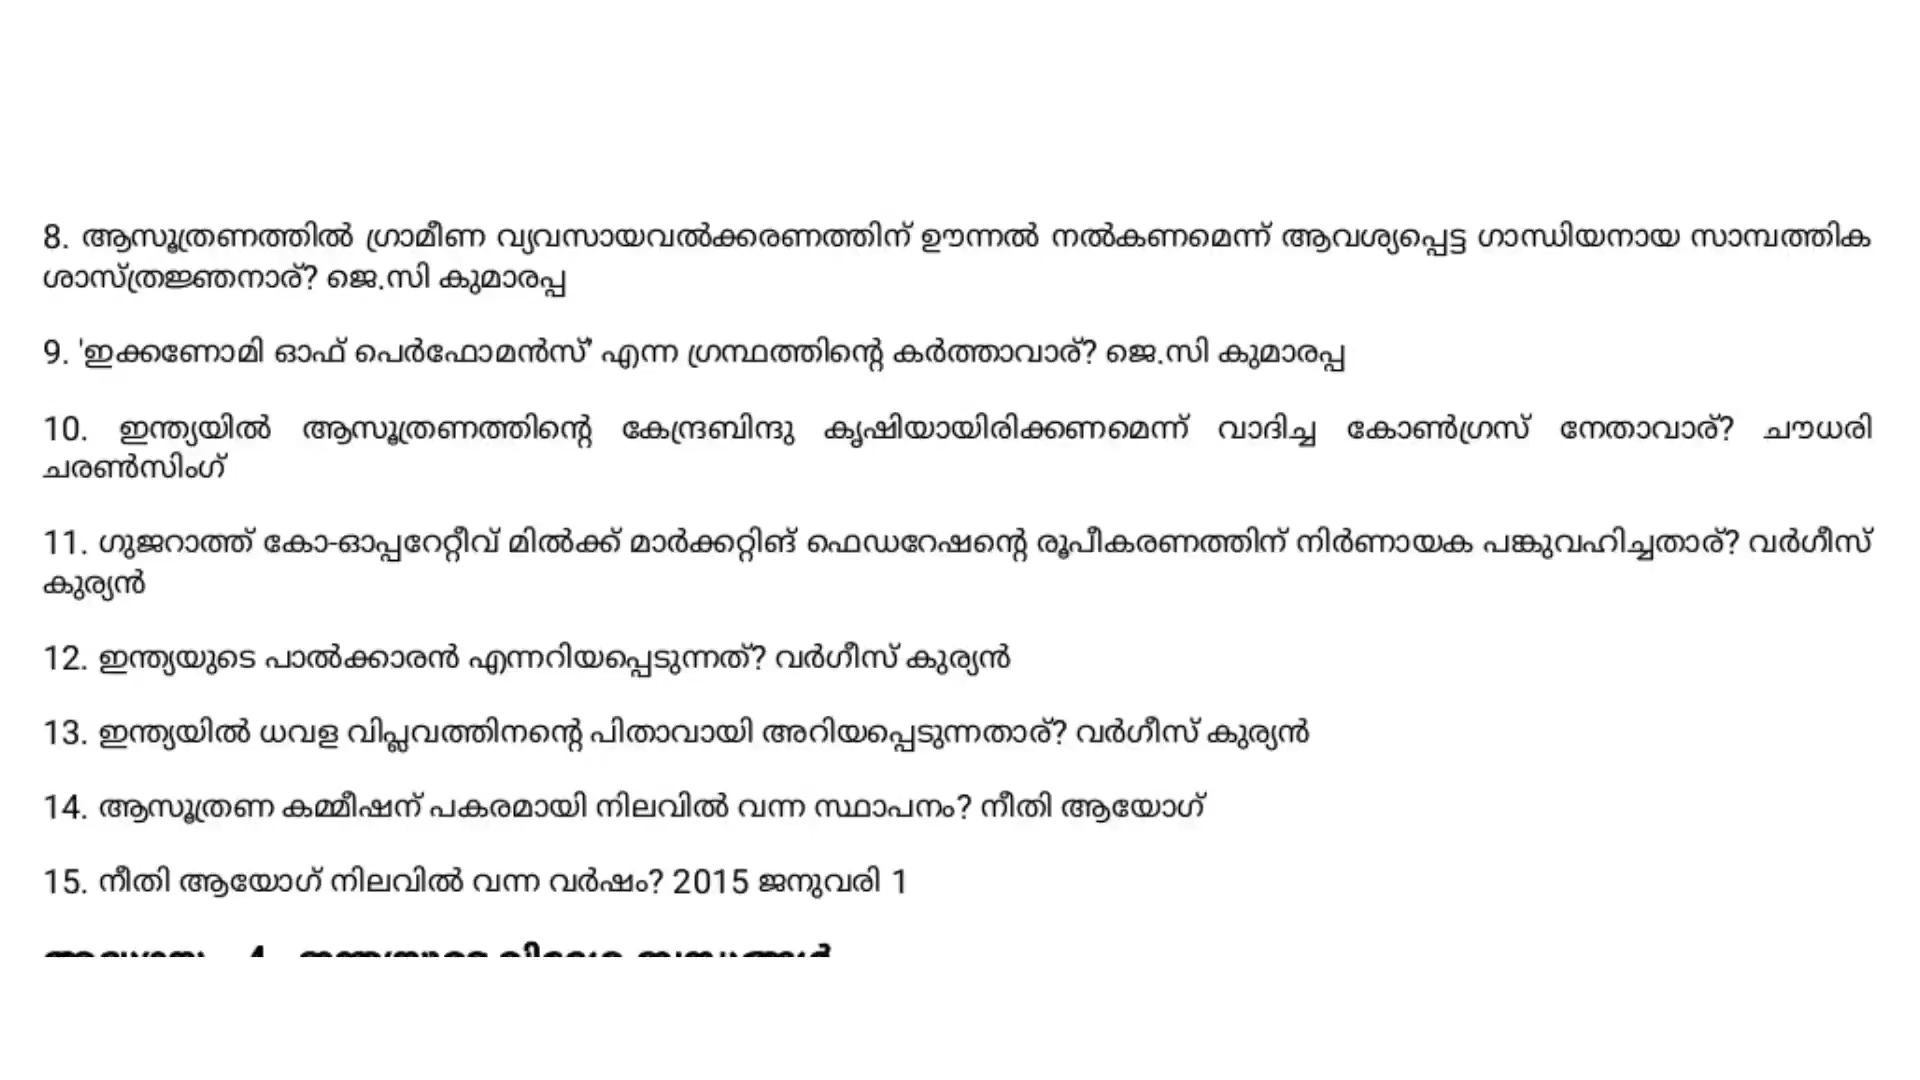 8. ആസൂത്രണത്തിൽ ഗ്രാമീണ വ്യവസായവൽക്കരണത്തിന് ഊന്നൽ നൽകണമെന്ന് ആവശ്യപ്പെട്ട ഗാന്ധിയനായ സാമ്പത്തിക
ശാസ്ത്രജ്ഞനാര്? ജെ.സി കുമാരപ്പ
9. 'ഇക്കണോമി ഓഫ് പെർഫോമൻസ്' എന്ന ഗ്രന്ഥത്തിന്റെ കർത്താവാര്? ജെ.സി കുമാരപ്പ
10. ഇന്ത്യയിൽ ആസൂത്രണത്തിന്റെ കേന്ദ്രബിന്ദു കൃഷിയായിരിക്കണമെന്ന് വാദിച്ച കോൺഗ്രസ് നേതാവാര്? ചൗധരി
ചരൺസിംഗ്
11. ഗുജറാത്ത് കോ-ഓപ്പറേറ്റീവ് മിൽക്ക് മാർക്കറ്റിങ് ഫെഡറേഷന്റെ രൂപീകരണത്തിന് നിർണായക പങ്കുവഹിച്ചതാര്? വർഗീസ്
കുര്യൻ
12. ഇന്ത്യയുടെ പാൽക്കാരൻ എന്നറിയപ്പെടുന്നത്? വർഗീസ് കുര്യൻ
13. ഇന്ത്യയിൽ ധവള വിപ്ലവത്തിനന്റെ പിതാവായി അറിയപ്പെടുന്നതാര്? വർഗീസ് കുര്യൻ
14. ആസൂത്രണ കമ്മീഷന് പകരമായി നിലവിൽ വന്ന സ്ഥാപനം? നീതി ആയോഗ്
15. നീതി ആയോഗ് നിലവിൽ വന്ന വർഷം? 2015 ജനുവരി 1